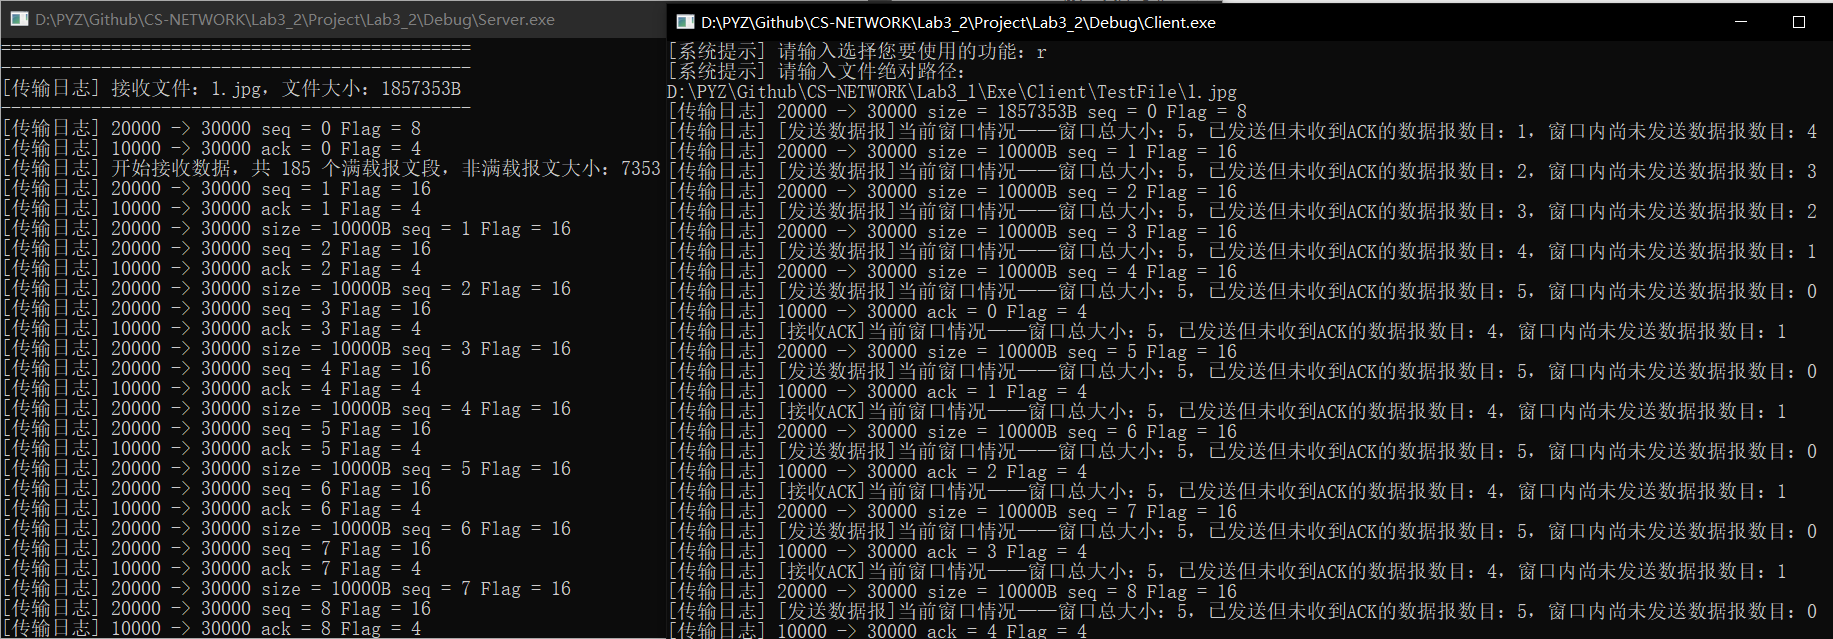 D:\PYZ\Github\CS-NETWORK\Lab3_2\Project\Lab3_2\Debug\Server.exe
===============================================
-----------------------------------------------
[传输日志] 接收文件：1.jpg，文件大小：1857353B
-----------------------------------------------
[传输日志] 20000 -> 30000 seq = 0 Flag = 8
[传输日志] 10000 -> 30000 ack = 0 Flag = 4
[传输日志] 开始接收数据，共 185 个满载报文段，非满载报文大小：7353
[传输日志] 20000 -> 30000 seq = 1 Flag = 16
[传输日志] 10000 -> 30000 ack = 1 Flag = 4
[传输日志] 20000 -> 30000 size = 10000B seq = 1 Flag = 16
[传输日志] 20000 -> 30000 seq = 2 Flag = 16
[传输日志] 10000 -> 30000 ack = 2 Flag = 4
[传输日志] 20000 -> 30000 size = 10000B seq = 2 Flag = 16
[传输日志] 20000 -> 30000 seq = 3 Flag = 16
[传输日志] 10000 -> 30000 ack = 3 Flag = 4
[传输日志] 20000 -> 30000 size = 10000B seq = 3 Flag = 16
[传输日志] 20000 -> 30000 seq = 4 Flag = 16
[传输日志] 10000 -> 30000 ack = 4 Flag = 4
[传输日志] 20000 -> 30000 size = 10000B seq = 4 Flag = 16
[传输日志] 20000 -> 30000 seq = 5 Flag = 16
[传输日志] 10000 -> 30000 ack = 5 Flag = 4
[传输日志] 20000 -> 30000 size = 10000B seq = 5 Flag = 16
[传输日志] 20000 -> 30000 seq = 6 Flag = 16
[传输日志] 10000 -> 30000 ack = 6 Flag = 4
[传输日志] 20000 -> 30000 size = 10000B seq = 6 Flag = 16
[传输日志] 20000 -> 30000 seq = 7 Flag = 16
[传输日志] 10000 -> 30000 ack = 7 Flag = 4
[传输日志] 20000 -> 30000 size = 10000B seq = 7 Flag = 16
[传输日志] 20000 -> 30000 seq = 8 Flag = 16
[传输日志] 10000 -> 30000 ack = 8 Flag = 4
D:\PYZ\Github\CS-NETWORK\Lab3_2\Project\Lab3_2\Debug\Client.exe
[系统提示] 请输入选择您要使用的功能：r
[系统提示] 请输入文件绝对路径：
D:\PYZ\Github\CS-NETWORK\Lab3_1\Exe\Client\TestFile\1.jpg
[传输日志] 20000 -> 30000 size = 1857353B seq = 0 Flag = 8
[传输日志] [发送数据报]当前窗口情况——窗口总大小：5，已发送但未收到ACK的数据报数目：1，窗口内尚未发送数据报数目：4
[传输日志] 20000 -> 30000 size = 10000B seq = 1 Flag = 16
[传输日志] [发送数据报]当前窗口情况——窗口总大小：5，已发送但未收到ACK的数据报数目：2，窗口内尚未发送数据报数目：3
[传输日志] 20000 -> 30000 size = 10000B seq = 2 Flag = 16
[传输日志] [发送数据报]当前窗口情况——窗口总大小：5，已发送但未收到ACK的数据报数目：3，窗口内尚未发送数据报数目：2
[传输日志] 20000 -> 30000 size = 10000B seq = 3 Flag = 16
[传输日志] [发送数据报]当前窗口情况——窗口总大小：5，已发送但未收到ACK的数据报数目：4，窗口内尚未发送数据报数目：1
[传输日志] 20000 -> 30000 size = 10000B seq = 4 Flag = 16
[传输日志] [发送数据报]当前窗口情况——窗口总大小：5，已发送但未收到ACK的数据报数目：5，窗口内尚未发送数据报数目：0
[传输日志] 10000 -> 30000 ack = 0 Flag = 4
[传输日志] [接收ACK]当前窗口情况——窗口总大小：5，已发送但未收到ACK的数据报数目：4，窗口内尚未发送数据报数目：1
[传输日志] 20000 -> 30000 size = 10000B seq = 5 Flag = 16
[传输日志] [发送数据报]当前窗口情况——窗口总大小：5，已发送但未收到ACK的数据报数目：5，窗口内尚未发送数据报数目：0
[传输日志] 10000 -> 30000 ack = 1 Flag = 4
[传输日志] [接收ACK]当前窗口情况——窗口总大小：5，已发送但未收到ACK的数据报数目：4，窗口内尚未发送数据报数目：1
[传输日志] 20000 -> 30000 size = 10000B seq = 6 Flag = 16
[传输日志] [发送数据报]当前窗口情况——窗口总大小：5，已发送但未收到ACK的数据报数目：5，窗口内尚未发送数据报数目：0
[传输日志] 10000 -> 30000 ack = 2 Flag = 4
[传输日志] [接收ACK]当前窗口情况——窗口总大小：5，已发送但未收到ACK的数据报数目：4，窗口内尚未发送数据报数目：1
[传输日志] 20000 -> 30000 size = 10000B seq = 7 Flag = 16
[传输日志] [发送数据报]当前窗口情况——窗口总大小：5，已发送但未收到ACK的数据报数目：5，窗口内尚未发送数据报数目：0
[传输日志] 10000 -> 30000 ack = 3 Flag = 4
[传输日志] [接收ACK]当前窗口情况——窗口总大小：5，已发送但未收到ACK的数据报数目：4，窗口内尚未发送数据报数目：1
[传输日志] 20000 -> 30000 size = 10000B seq = 8 Flag = 16
[传输日志] [发送数据报]当前窗口情况——窗口总大小：5，已发送但未收到ACK的数据报数目：5，窗口内尚未发送数据报数目：0
[传输日志] 10000 -> 30000 ack = 4 Flag = 4